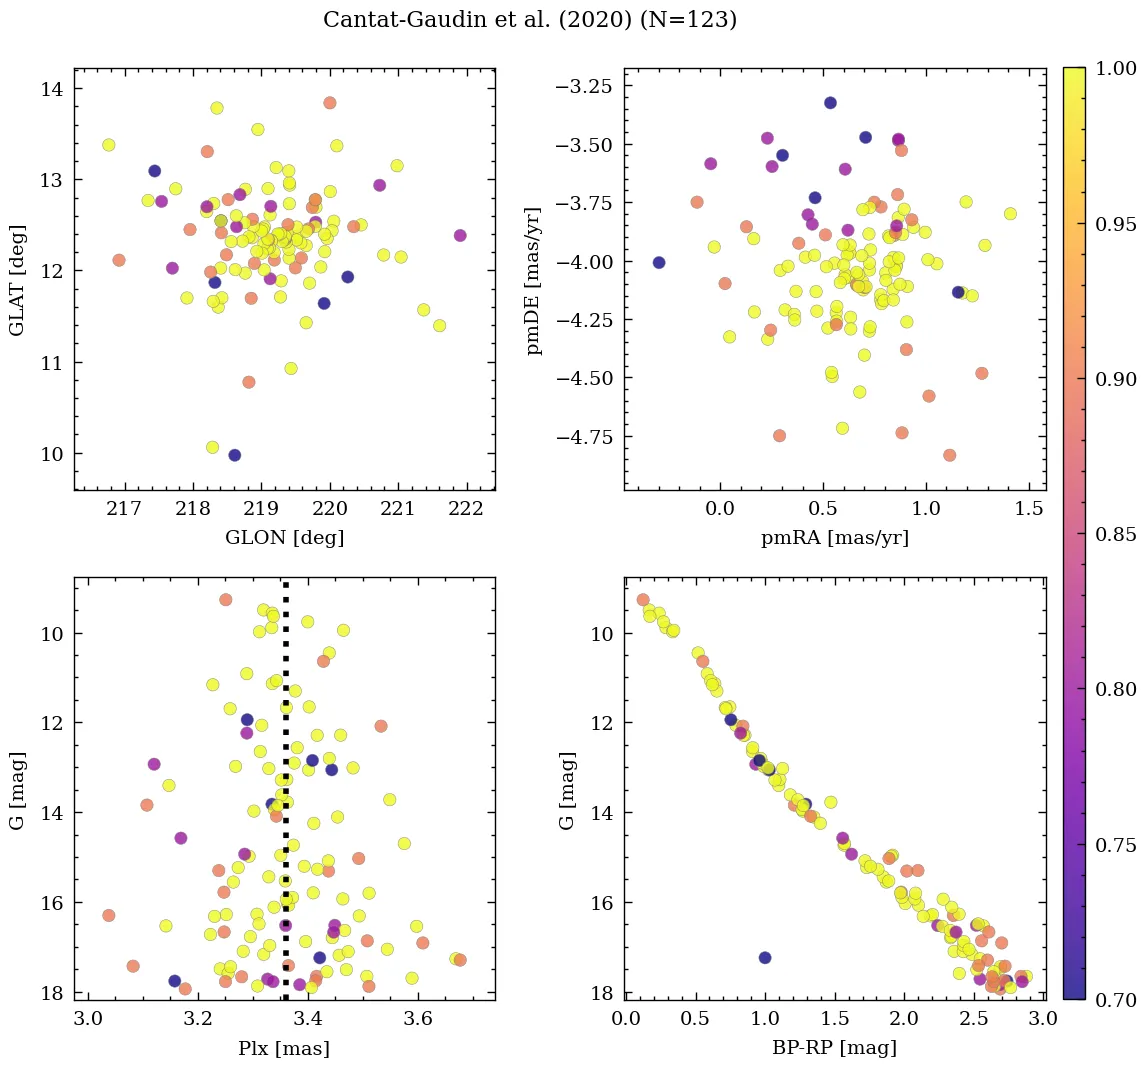 Cantat-Gaudin et al. (2020) (N=123)
14
13
12
11
10
GLAT [deg]
217 218 219 220 221 222
GLON [deg]
−3.25
−3.50
−3.75
−4.00
−4.25
−4.50
−4.75
pmDE [mas/yr]
0.0 0.5 1.0 1.5
pmRA [mas/yr]
10
12
14
16
18
G [mag]
3.0 3.2 3.4 3.6
Plx [mas]
10
12
14
16
18
G [mag]
0.0 0.5 1.0 1.5 2.0 2.5 3.0
BP-RP [mag]
1.00
0.95
0.90
0.85
0.80
0.75
0.70